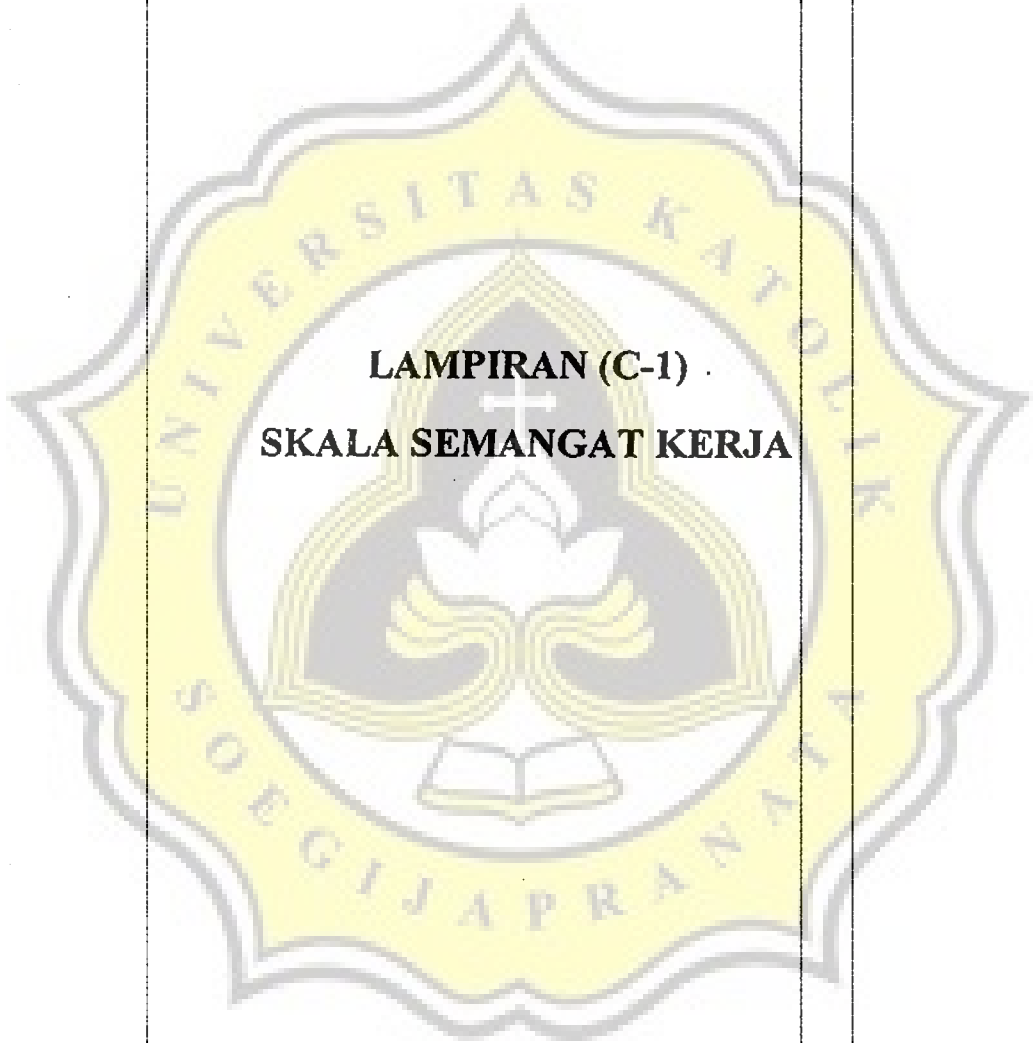 UNIVERSITAS KATOLIK
LAMPIRAN (C-1)
SKALA SEMANGAT KERJA
SOEGIJAPRANATA